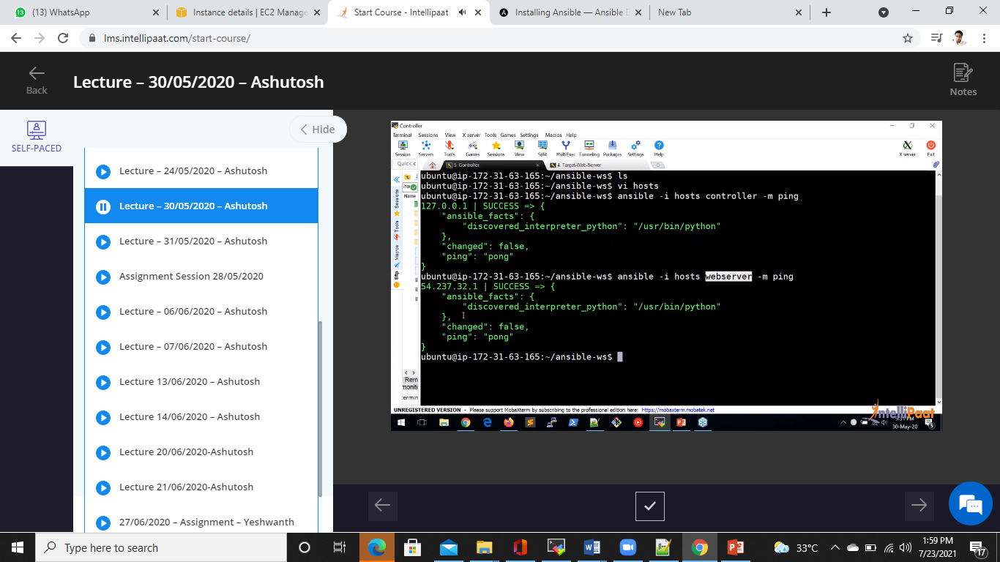 (13) WhatsApp
Instance details | EC2 Manage
Start Course - Intellipaat
Installing Ansible — Ansible D
New Tab
lms.intellipaat.com/start-course/
Back
Lecture – 30/05/2020 – Ashutosh
Notes
SELF-PACED
Hide
Lecture – 24/05/2020 – Ashutosh
Lecture – 30/05/2020 – Ashutosh
Lecture – 31/05/2020 – Ashutosh
Assignment Session 28/05/2020
Lecture – 06/06/2020 – Ashutosh
Lecture – 07/06/2020 – Ashutosh
Lecture 13/06/2020 – Ashutosh
Lecture 14/06/2020 – Ashutosh
Lecture 20/06/2020-Ashutosh
Lecture 21/06/2020-Ashutosh
27/06/2020 – Assignment – Yeshwanth
Controller
Terminal Sessions View X server Tools Games Settings Macros Help
Session Servers Tools Games Sessions View Split MultiExec Tunneling Packages Settings Help X server Exit
Quick c
5. Controller
4. Target-Web-Server
/ho
Name
Sessions
Tools
Macros
Sftp
Rem
monit
ermin
ubuntu@ip-172-31-63-165:~/ansible-ws$ ls
ubuntu@ip-172-31-63-165:~/ansible-ws$ vi hosts
ubuntu@ip-172-31-63-165:~/ansible-ws$ ansible -i hosts controller -m ping
127.0.0.1 | SUCCESS => {
"ansible_facts": {
"discovered_interpreter_python": "/usr/bin/python"
},
"changed": false,
"ping": "pong"
}
ubuntu@ip-172-31-63-165:~/ansible-ws$ ansible -i hosts webserver -m ping
54.237.32.1 | SUCCESS => {
"ansible_facts": {
"discovered_interpreter_python": "/usr/bin/python"
},
"changed": false,
"ping": "pong"
}
ubuntu@ip-172-31-63-165:~/ansible-ws$
UNREGISTERED VERSION - Please support MobaXterm by subscribing to the professional edition here: https://mobaxterm.mobatek.net
IntelliPaat
30-May-20
Type here to search
33°C
1:59 PM
7/23/2021
17